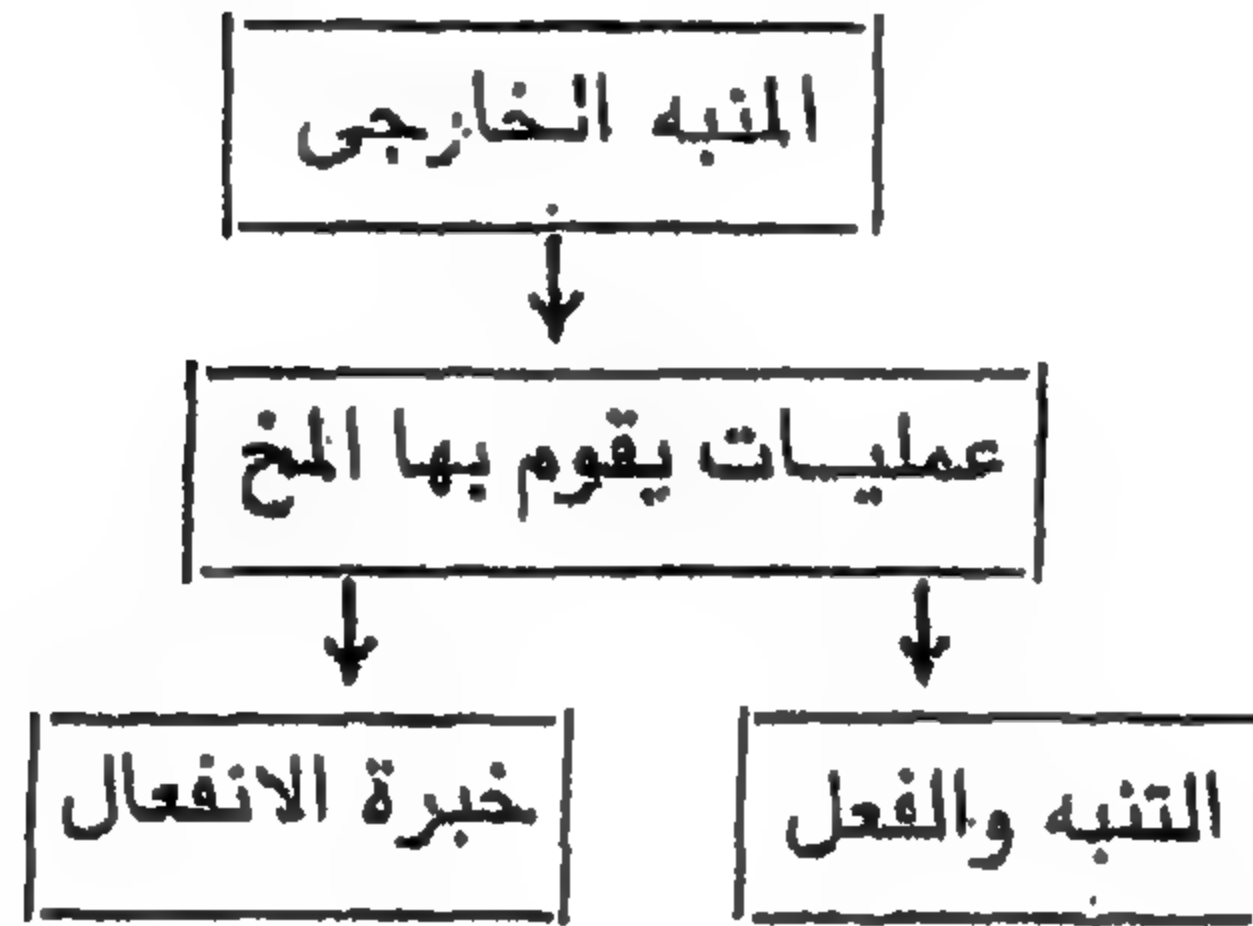 المنبه الخارجى
عمليات يقوم بها المخ
التنبه والفعل
خبرة الانفعال